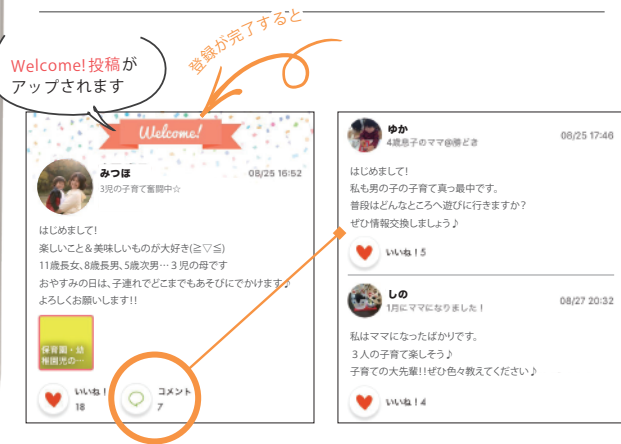 登録が完了すると
Welcome!投稿が
アップされます
Welcome!
みつほ
08/25 16:52
3児の子育て奮闘中☆
はじめまして!
楽しいこと&美味しいものが大好き(≧▽≦)
11歳長女、8歳長男、5歳次男…3児の母です
おやすみの日は、子連れでどこまでもあそびにでかけます♪
よろしくお願いします!!
保育園・幼
稚園児の…
いいね!
18
コメント
7
ゆか
08/25 17:46
4歳息子のママ@勝どき
はじめまして!
私も男の子の子育て真っ最中です。
普段はどんなところへ遊びに行きますか?
ぜひ情報交換しましょう♪
いいね!5
しの
08/27 20:32
1月にママになりました!
私はママになったばかりです。
3人の子育て楽しそう♪
子育ての大先輩!!ぜひ色々教えてください♪
いいね!4